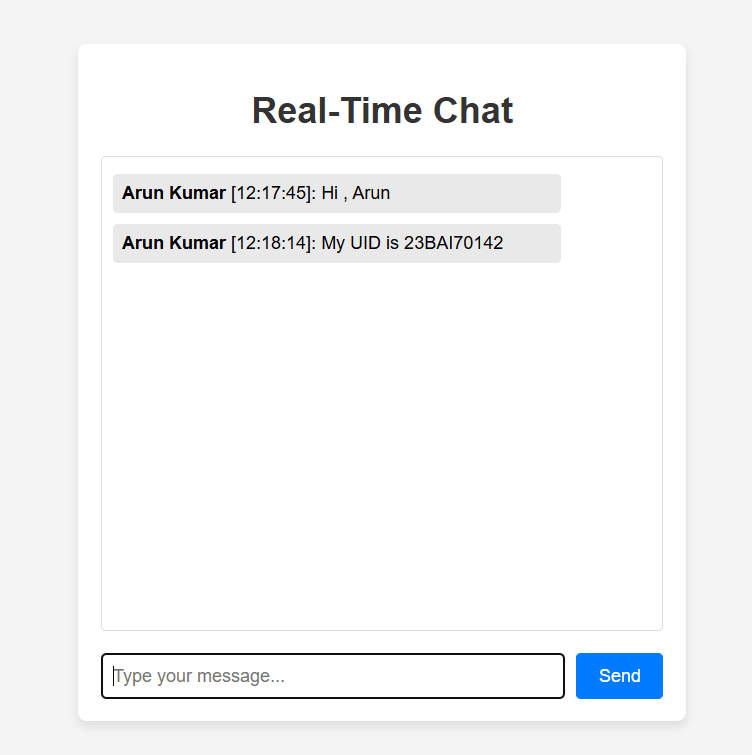 Real-Time Chat
Arun Kumar [12:17:45]: Hi , Arun
Arun Kumar [12:18:14]: My UID is 23BAI70142
Type your message...
Send